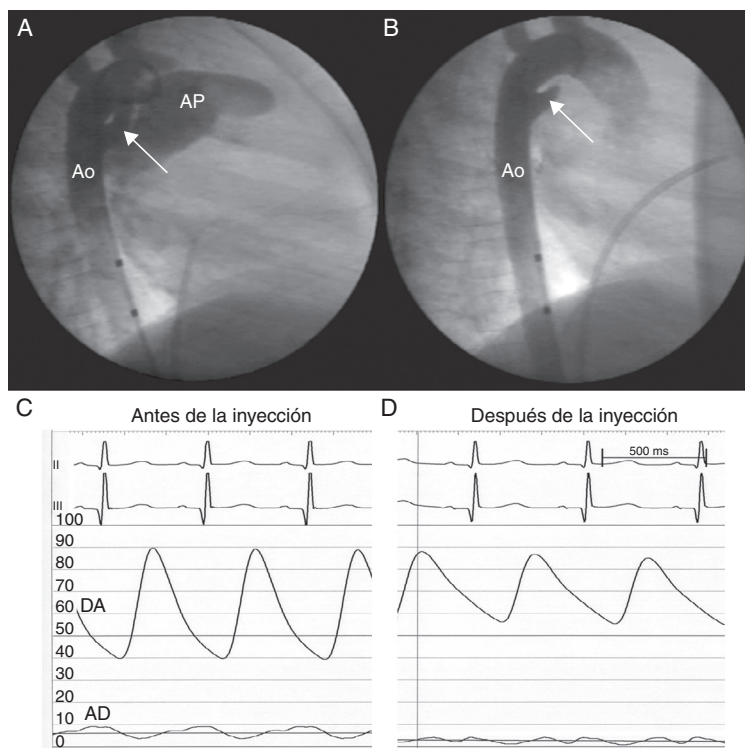 A
AP
Ao
B
Ao
C
Antes de la inyección
II
III
100
90
80
70
60
DA
50
40
30
20
AD
10
0
D
Después de la inyección
500 ms